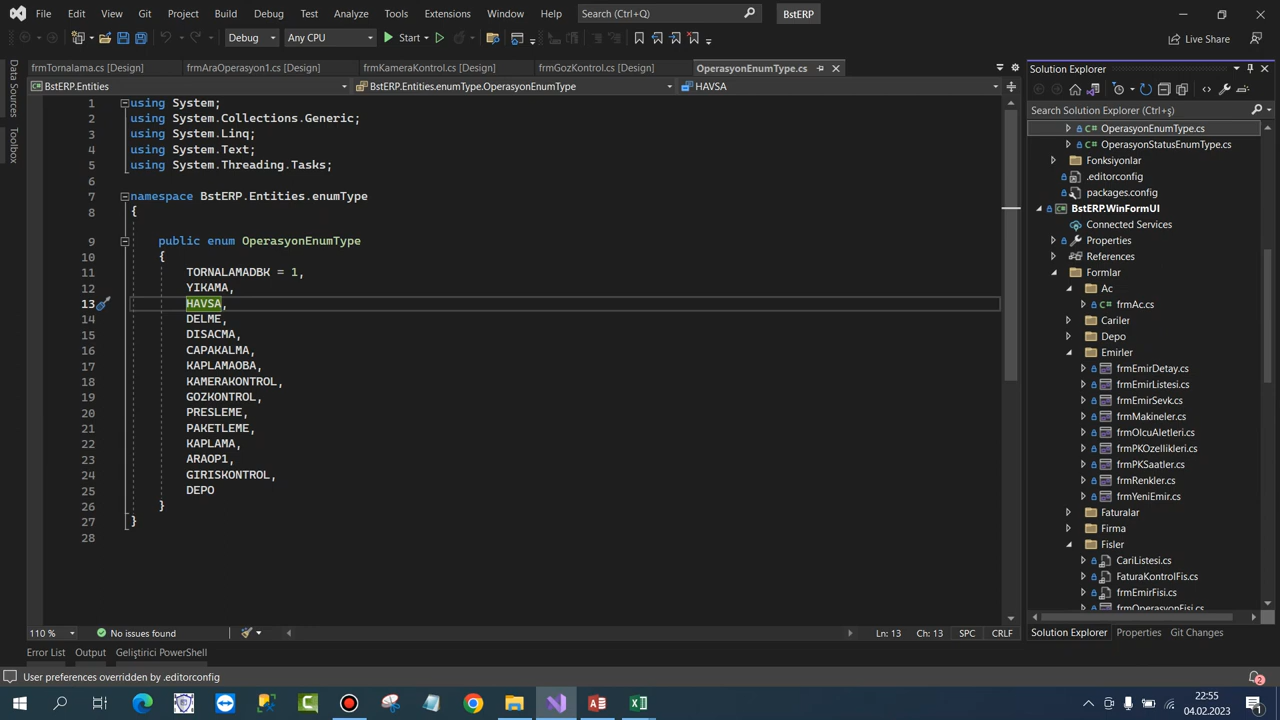 File Edit View Git Project Build Debug Test Analyze Tools Extensions Window Help Search (Ctrl+Q) BstERP
Debug Any CPU Start Live Share
frmTornalama.cs [Design] frmAraOperasyon1.cs [Design] frmKameraKontrol.cs [Design] frmGozKontrol.cs [Design] OperasyonEnumType.cs
Solution Explorer
BstERP.Entities BstERP.Entities.enumType.OperasyonEnumType HAVSA
Data Sources
Toolbox
1 using System;
2 using System.Collections.Generic;
3 using System.Linq;
4 using System.Text;
5 using System.Threading.Tasks;
6
7 namespace BstERP.Entities.enumType
8 {
9 public enum OperasyonEnumType
10 {
11 TORNALAMADBK = 1,
12 YIKAMA,
13 HAVSA,
14 DELME,
15 DISACMA,
16 CAPAKALMA,
17 KAPLAMAOBA,
18 KAMERAKONTROL,
19 GOZKONTROL,
20 PRESLEME,
21 PAKETLEME,
22 KAPLAMA,
23 ARAOP1,
24 GIRISKONTROL,
25 DEPO
26 }
27 }
28
Search Solution Explorer (Ctrl+ş)
OperasyonEnumType.cs
OperasyonStatusEnumType.cs
Fonksiyonlar
.editorconfig
packages.config
BstERP.WinFormUI
Connected Services
Properties
References
Formlar
Ac
frmAc.cs
Cariler
Depo
Emirler
frmEmirDetay.cs
frmEmirListesi.cs
frmEmirSevk.cs
frmMakineler.cs
frmOlcuAletleri.cs
frmPKOzellikleri.cs
frmPKSaatler.cs
frmRenkler.cs
frmYeniEmir.cs
Faturalar
Firma
Fisler
CariListesi.cs
FaturaKontrolFis.cs
frmEmirFisi.cs
frmOperasyonFisi.cs
110 % No issues found Ln: 13 Ch: 13 SPC CRLF
Solution Explorer Properties Git Changes
Error List Output Geliştirici PowerShell
User preferences overridden by .editorconfig 2
22:55
04.02.2023
1